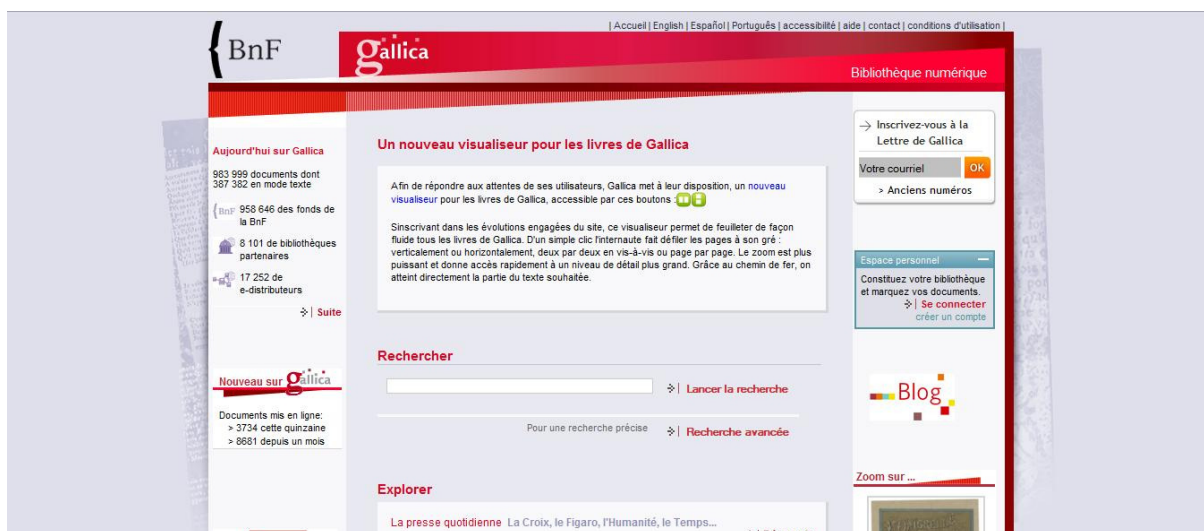 | Accueil | English | Español | Português | accessibilité | aide | contact | conditions d'utilisation |
BnF
gallica
Bibliothèque numérique
Aujourd'hui sur Gallica
983 999 documents dont
387 382 en mode texte
BnF 958 646 des fonds de
la BnF
8 101 de bibliothèques
partenaires
17 252 de
e-distributeurs
Suite
Nouveau sur gallica
Documents mis en ligne:
> 3734 cette quinzaine
> 8681 depuis un mois
Un nouveau visualiseur pour les livres de Gallica
Afin de répondre aux attentes de ses utilisateurs, Gallica met à leur disposition, un nouveau
visualiseur pour les livres de Gallica, accessible par ces boutons :
Sinscrivant dans les évolutions engagées du site, ce visualiseur permet de feuilleter de façon
fluide tous les livres de Gallica. D'un simple clic l'internaute fait défiler les pages à son gré :
verticalement ou horizontalement, deux par deux en vis-à-vis ou page par page. Le zoom est plus
puissant et donne accès rapidement à un niveau de détail plus grand. Grâce au chemin de fer, on
atteint directement la partie du texte souhaitée.
Rechercher
Lancer la recherche
Pour une recherche précise
Recherche avancée
Explorer
La presse quotidienne La Croix, le Figaro, l'Humanité, le Temps...
Inscrivez-vous à la
Lettre de Gallica
Votre courriel OK
> Anciens numéros
Espace personnel
Constituez votre bibliothèque
et marquez vos documents.
Se connecter
créer un compte
Blog
Zoom sur ...